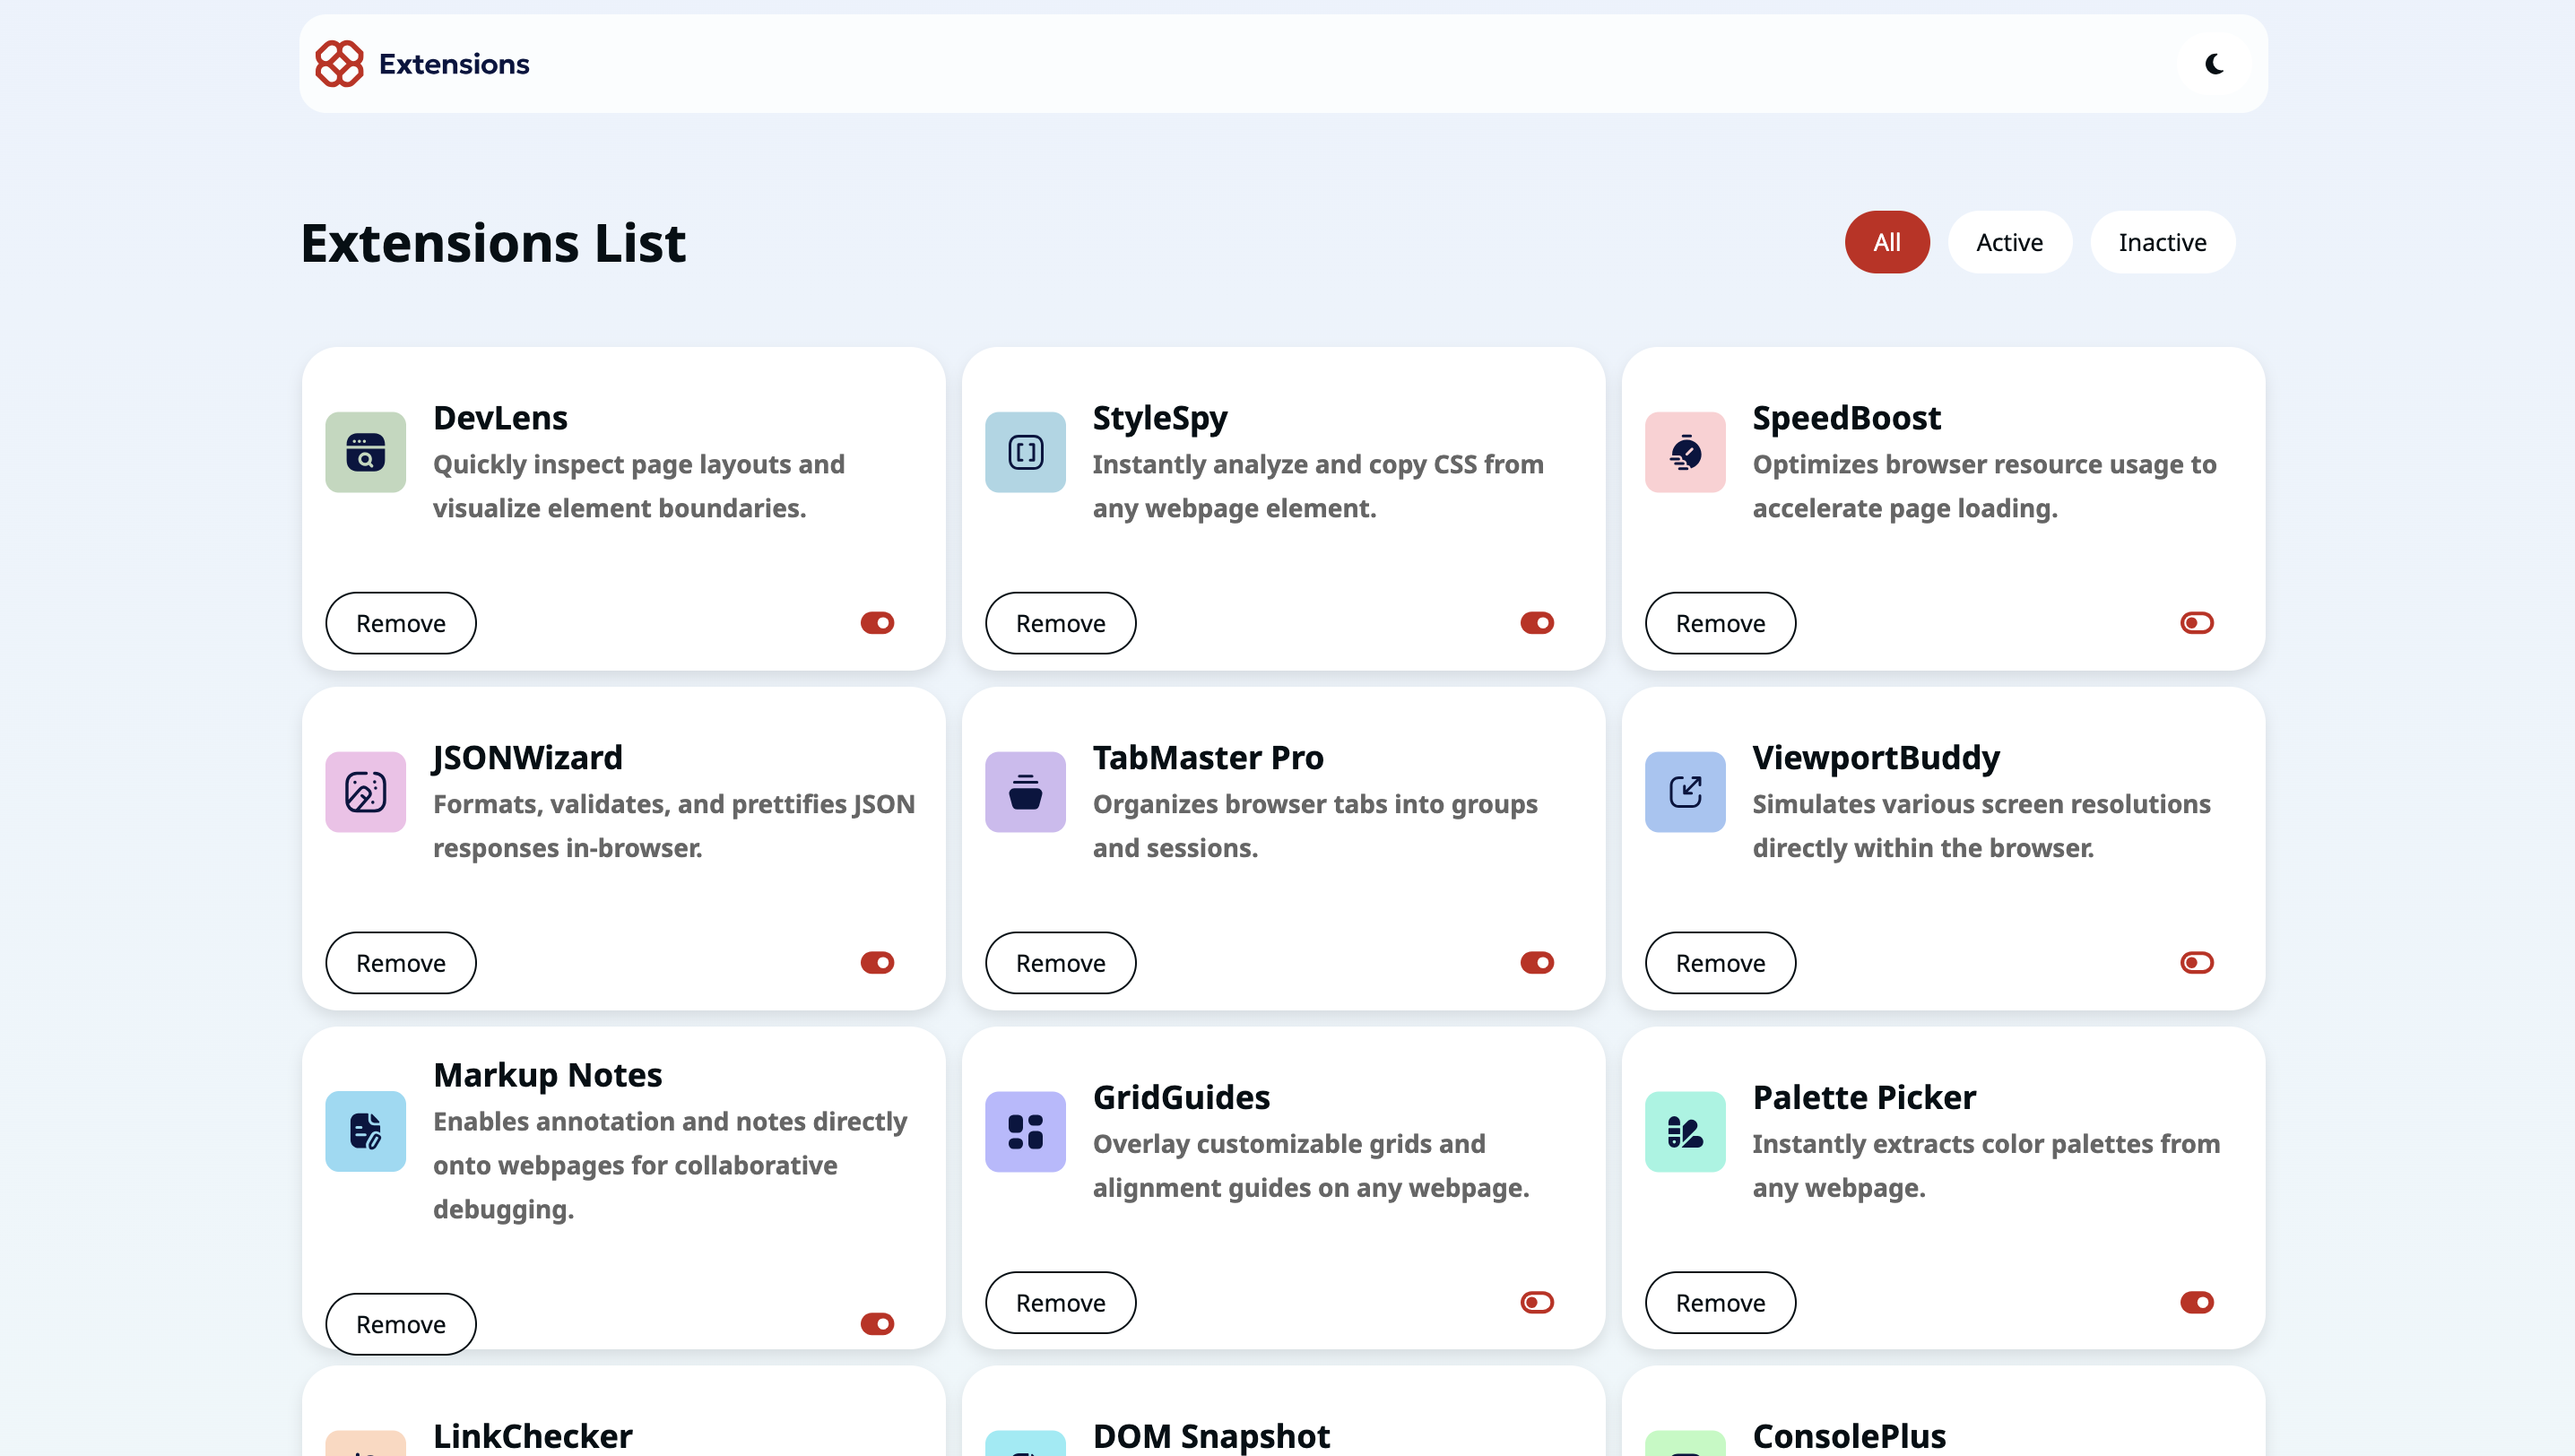 Extensions
Extensions List
All
Active
Inactive
DevLens
Quickly inspect page layouts and
visualize element boundaries.
Remove
StyleSpy
Instantly analyze and copy CSS from
any webpage element.
Remove
SpeedBoost
Optimizes browser resource usage to
accelerate page loading.
Remove
JSONWizard
Formats, validates, and prettifies JSON
responses in-browser.
Remove
TabMaster Pro
Organizes browser tabs into groups
and sessions.
Remove
ViewportBuddy
Simulates various screen resolutions
directly within the browser.
Remove
Markup Notes
Enables annotation and notes directly
onto webpages for collaborative
debugging.
Remove
GridGuides
Overlay customizable grids and
alignment guides on any webpage.
Remove
Palette Picker
Instantly extracts color palettes from
any webpage.
Remove
LinkChecker
DOM Snapshot
ConsolePlus